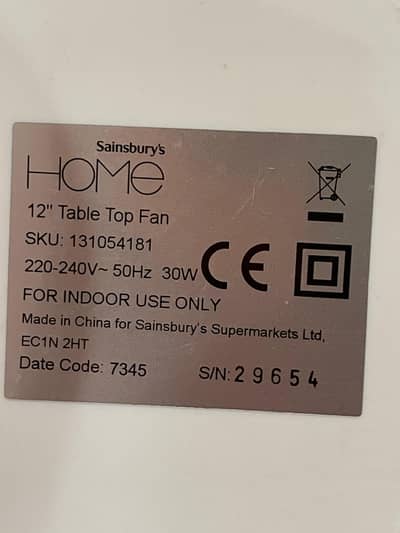 Sainsbury's
HOME
12" Table Top Fan
SKU: 131054181
220-240V~ 50Hz 30W CE
FOR INDOOR USE ONLY
Made in China for Sainsbury's Supermarkets Ltd,
EC1N 2HT
Date Code: 7345 S/N: 29654